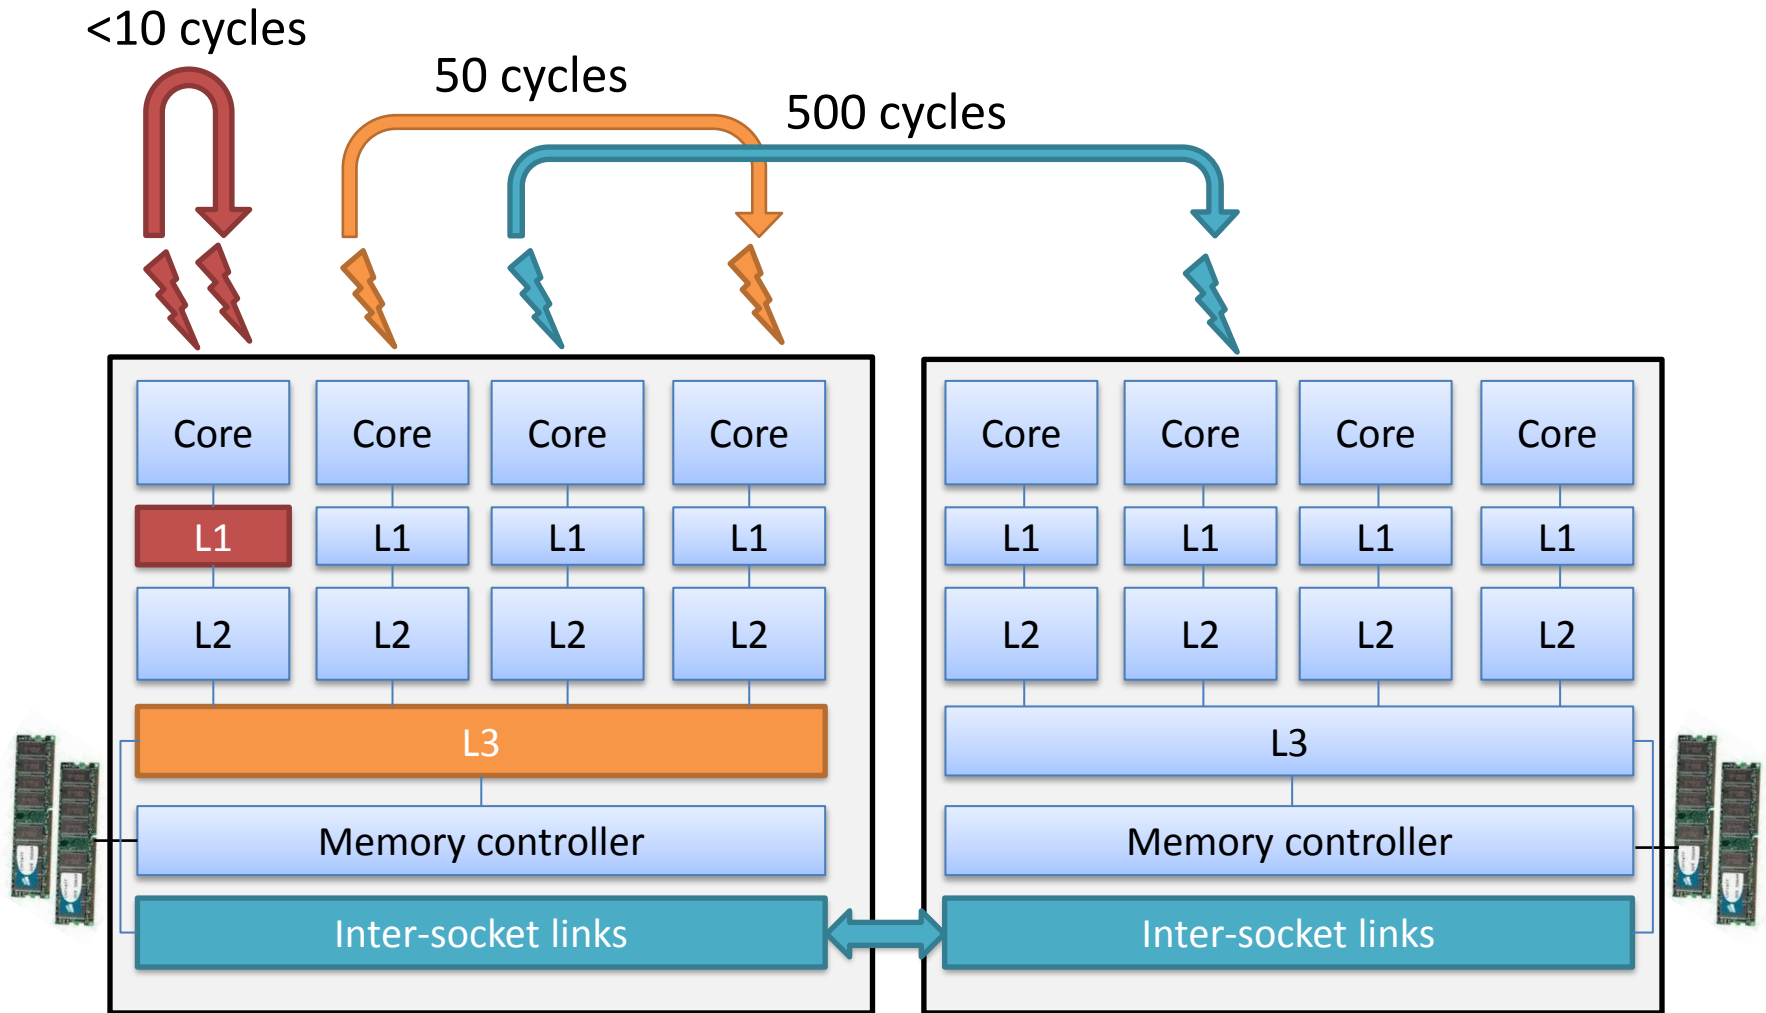 <10 cycles
50 cycles
500 cycles
Core Core Core Core Core Core Core Core
L1 L1 L1 L1 L1 L1 L1 L1
L2 L2 L2 L2 L2 L2 L2 L2
L3 L3
Memory controller Memory controller
Inter-socket links Inter-socket links